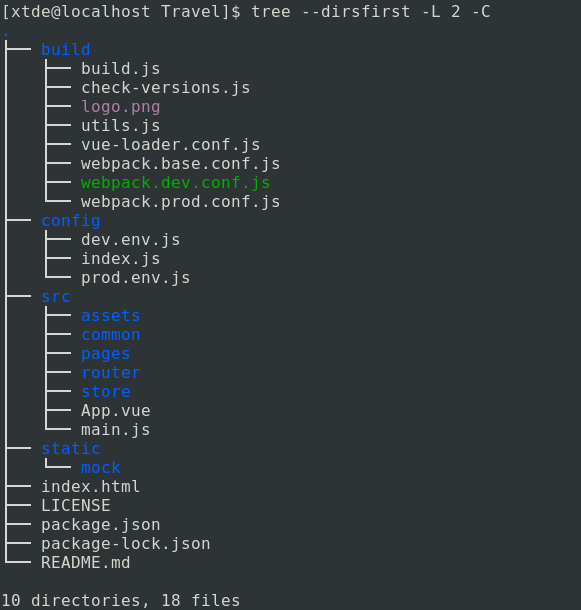 [xtde@localhost Travel]$ tree --dirsfirst -L 2 -C
.
├── build
│   ├── build.js
│   ├── check-versions.js
│   ├── logo.png
│   ├── utils.js
│   ├── vue-loader.conf.js
│   ├── webpack.base.conf.js
│   ├── webpack.dev.conf.js
│   └── webpack.prod.conf.js
├── config
│   ├── dev.env.js
│   ├── index.js
│   └── prod.env.js
├── src
│   ├── assets
│   ├── common
│   ├── pages
│   ├── router
│   ├── store
│   ├── App.vue
│   └── main.js
├── static
│   └── mock
├── index.html
├── LICENSE
├── package.json
├── package-lock.json
└── README.md

10 directories, 18 files